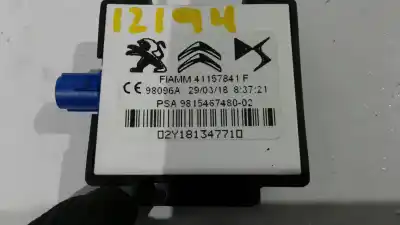 12194
FIAMM 41157841 F
CE 98096A 29/03/18 8:37:21
PSA 9815467480-02
02Y18134771D